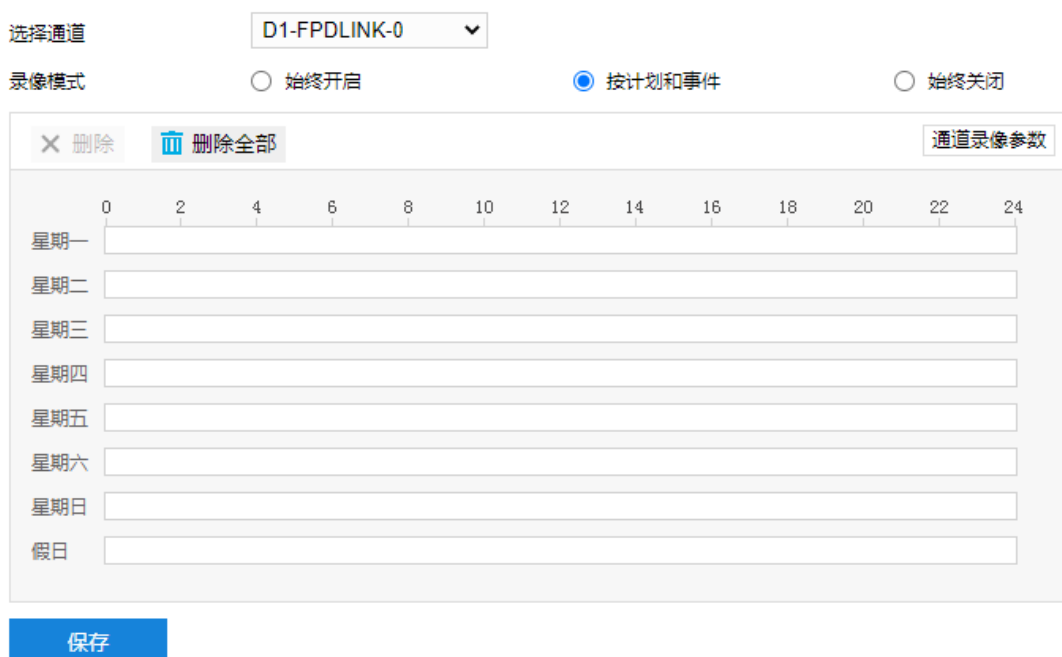 选择通道 D1-FPDLINK-0
录像模式 始终开启 按计划和事件 始终关闭
删除 删除全部 通道录像参数
0 2 4 6 8 10 12 14 16 18 20 22 24
星期一
星期二
星期三
星期四
星期五
星期六
星期日
假日
保存